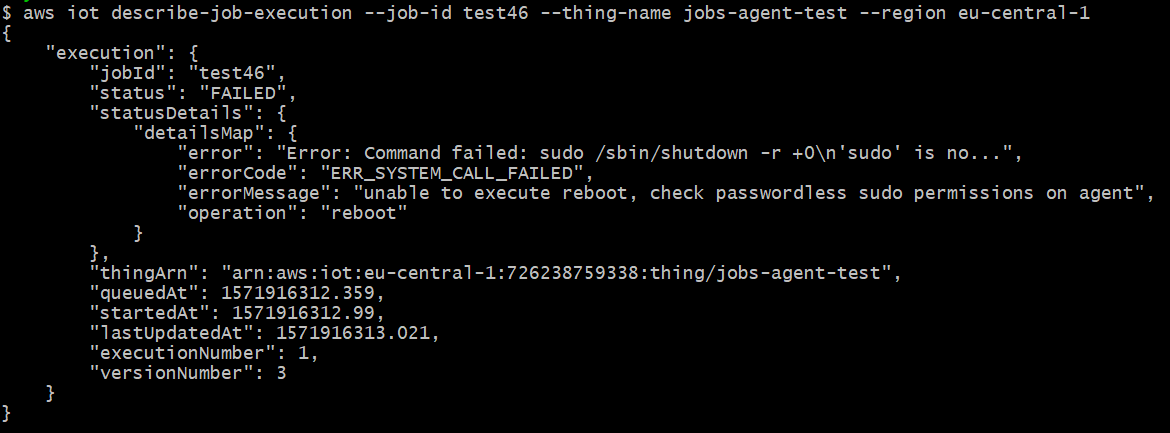 $ aws iot describe-job-execution --job-id test46 --thing-name jobs-agent-test --region eu-central-1
{
    "execution": {
        "jobId": "test46",
        "status": "FAILED",
        "statusDetails": {
            "detailsMap": {
                "error": "Error: Command failed: sudo /sbin/shutdown -r +0\n'sudo' is no...",
                "errorCode": "ERR_SYSTEM_CALL_FAILED",
                "errorMessage": "unable to execute reboot, check passwordless sudo permissions on agent",
                "operation": "reboot"
            }
        },
        "thingArn": "arn:aws:iot:eu-central-1:726238759338:thing/jobs-agent-test",
        "queuedAt": 1571916312.359,
        "startedAt": 1571916312.99,
        "lastUpdatedAt": 1571916313.021,
        "executionNumber": 1,
        "versionNumber": 3
    }
}